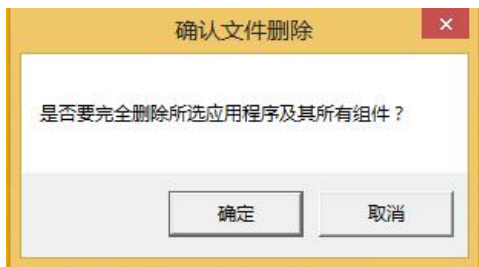 确认文件删除
是否要完全删除所选应用程序及其所有组件？
确定
取消